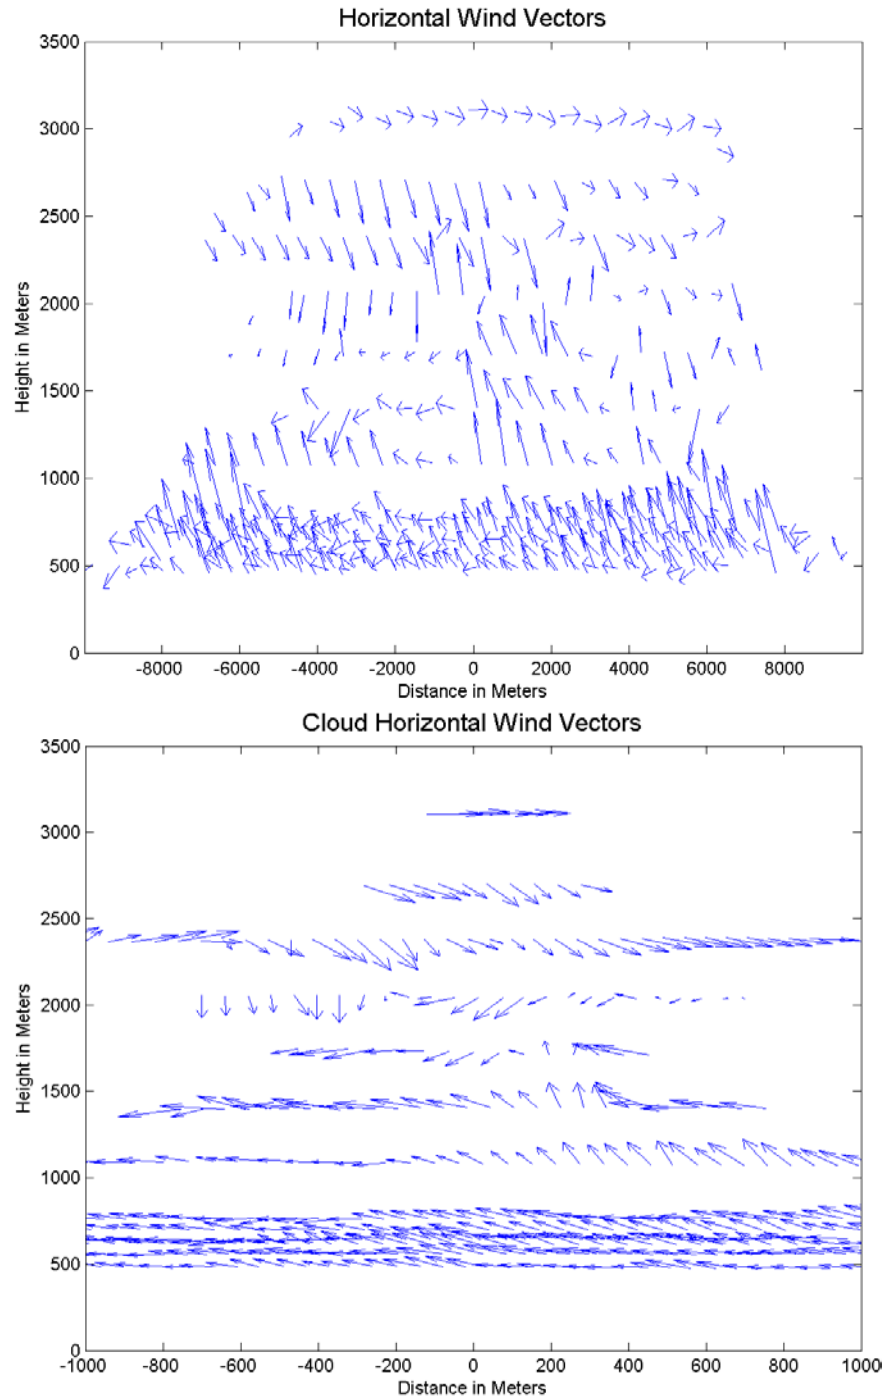 Horizontal Wind Vectors
3500
3000
2500
2000
1500
1000
500
0
Height in Meters
-8000 -6000 -4000 -2000 0 2000 4000 6000 8000
Distance in Meters
Cloud Horizontal Wind Vectors
3500
3000
2500
2000
1500
1000
500
0
Height in Meters
-1000 -800 -600 -400 -200 0 200 400 600 800 1000
Distance in Meters